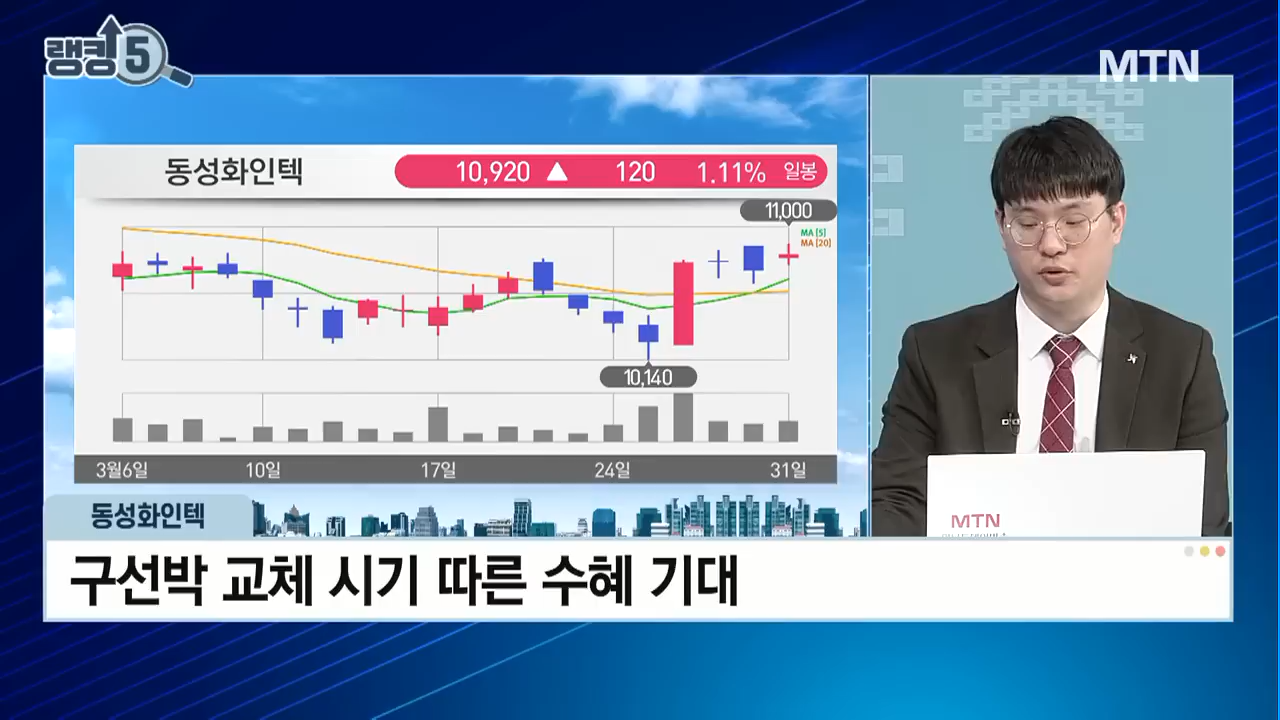 랭킹5
MTN
동성화인텍
10,920 ▲ 120 1.11% 일봉
11,000
MA [5]
MA [20]
10,140
3월6일 10일 17일 24일 31일
동성화인텍
MTN
구선박 교체 시기 따른 수혜 기대